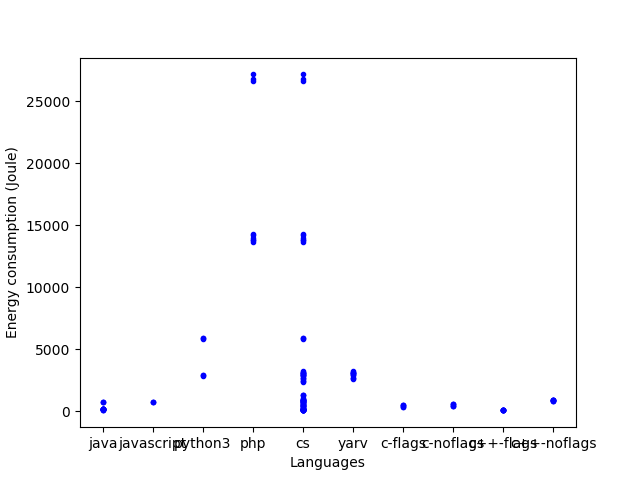 Energy consumption (Joule)
25000
20000
15000
10000
5000
0
java javascript python3 php cs yarv c-flags c-noflags c++-flags c++-noflags
Languages